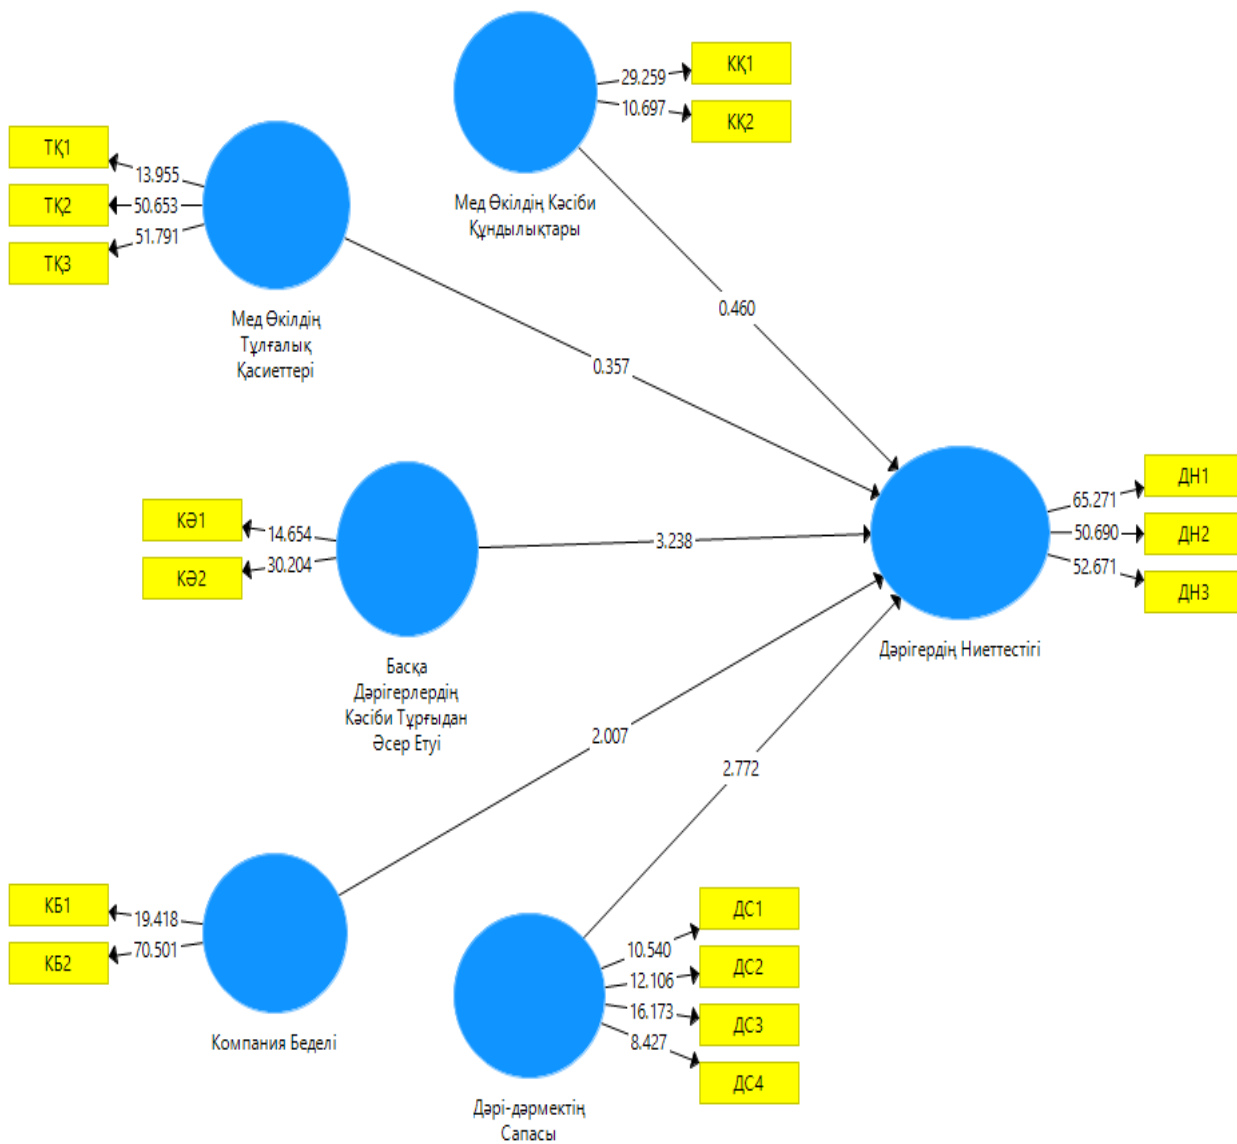 КҚ1
29.259
10.697
КҚ2
Мед Өкілдің Кәсіби
Құндылықтары
ТҚ1
13.955
ТҚ2
50.653
51.791
ТҚ3
Мед Өкілдің
Тұлғалық
Қасиеттері
0.460
0.357
КӘ1
14.654
30.204
КӘ2
3.238
Басқа
Дәрігерлердің
Кәсіби Тұрғыдан
Әсер Етуі
ДН1
65.271
50.690
ДН2
52.671
ДН3
Дәрігердің Ниеттестігі
2.007
2.772
КБ1
19.418
70.501
КБ2
Компания Беделі
ДС1
10.540
12.106
ДС2
16.173
ДС3
8.427
ДС4
Дәрі-дәрмектің
Сапасы